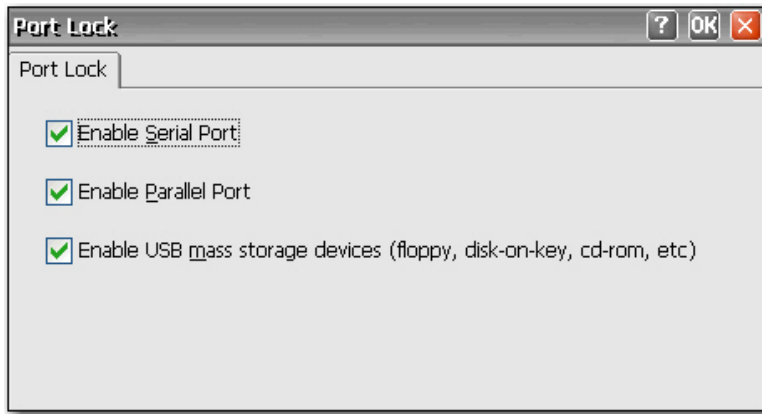 Port Lock ? OK
Port Lock
Enable Serial Port
Enable Parallel Port
Enable USB mass storage devices (floppy, disk-on-key, cd-rom, etc)